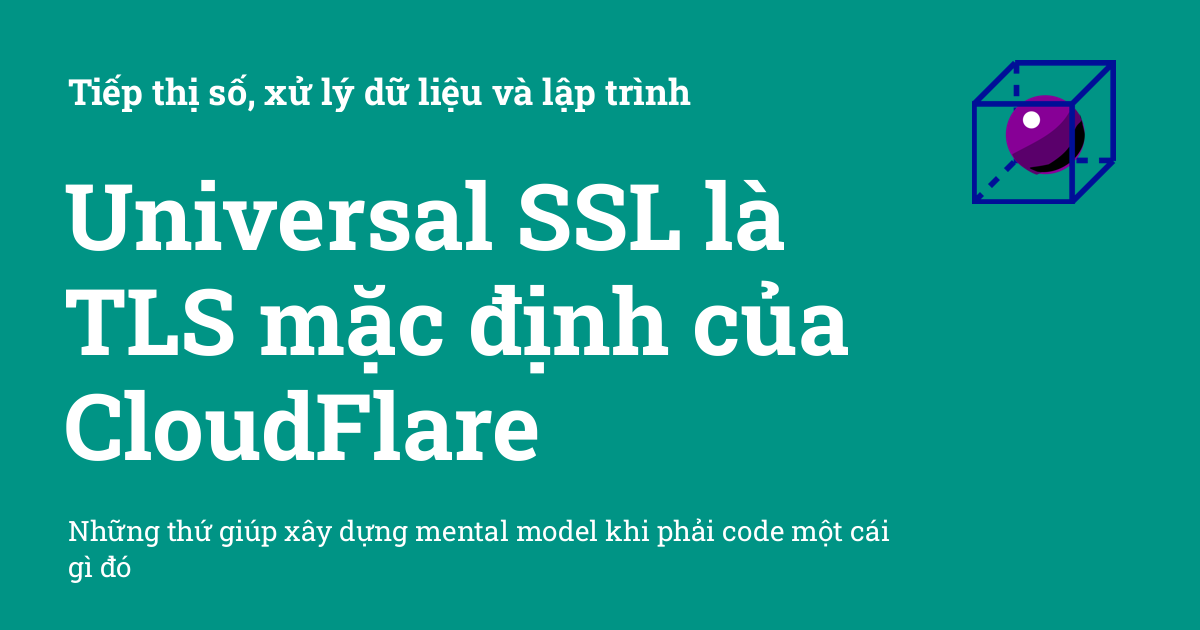 Tiếp thị số, xử lý dữ liệu và lập trình
Universal SSL là
TLS mặc định của
CloudFlare
Những thứ giúp xây dựng mental model khi phải code một cái
gì đó